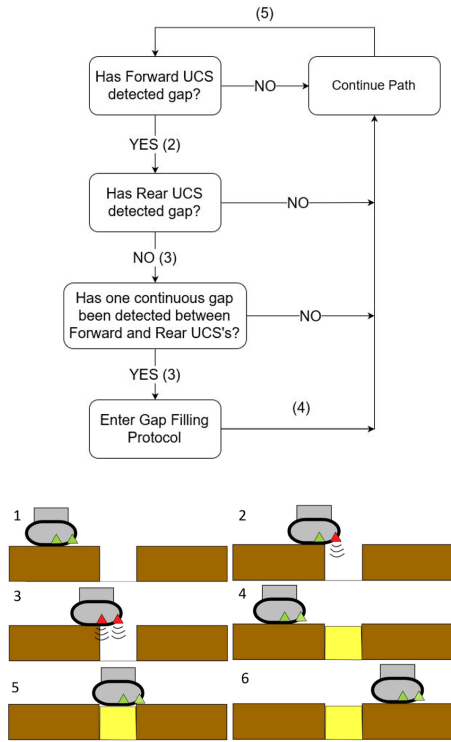 (5)
Has Forward UCS
detected gap?
NO
Continue Path
YES (2)
Has Rear UCS
detected gap?
NO
NO (3)
Has one continuous gap
been detected between
Forward and Rear UCS's?
NO
YES (3)
Enter Gap Filling
Protocol
(4)
1
2
3
4
5
6